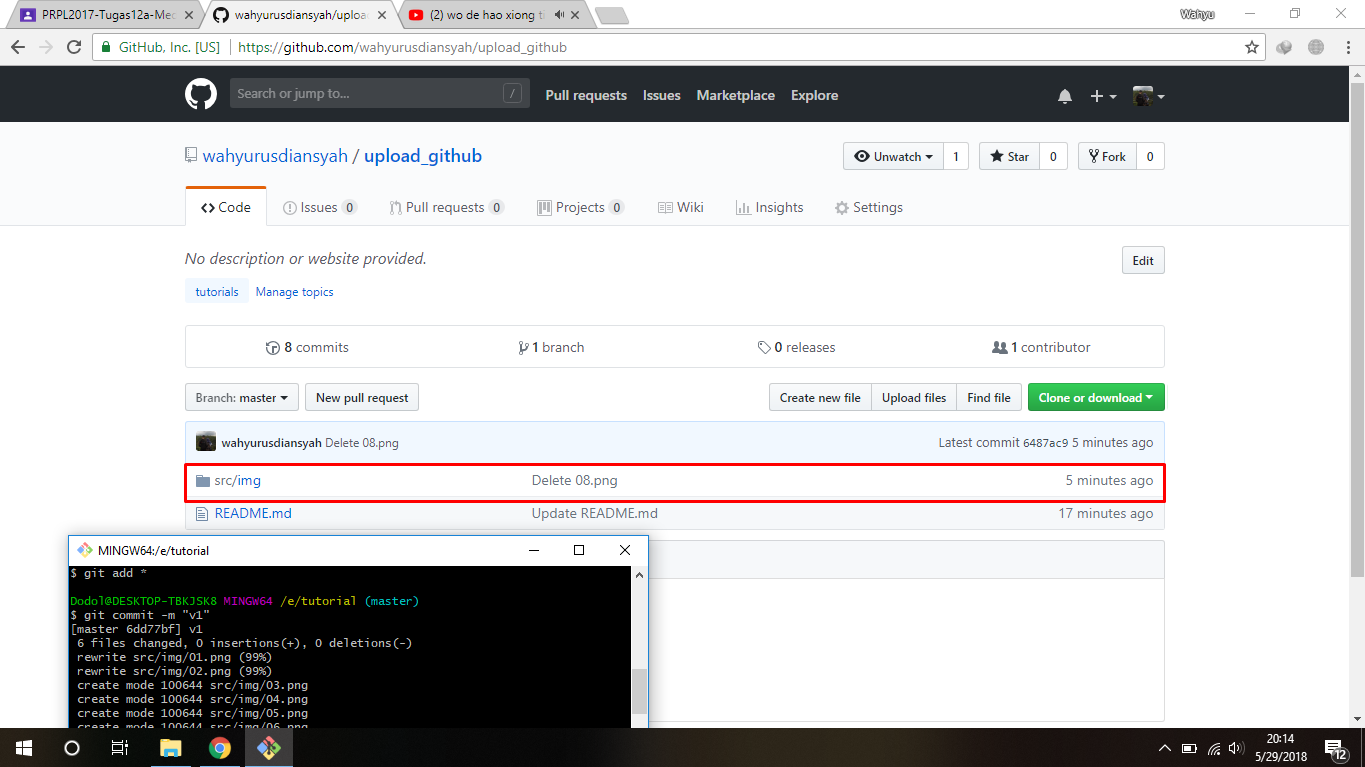 PRPL2017-Tugas12a-Mec
wahyurusdiansyah/upload
(2) wo de hao xiong
Wahyu
GitHub, Inc. [US]
https://github.com/wahyurusdiansyah/upload_github
Search or jump to...
/
Pull requests
Issues
Marketplace
Explore
wahyurusdiansyah / upload_github
Unwatch
1
Star
0
Fork
0
Code
Issues 0
Pull requests 0
Projects 0
Wiki
Insights
Settings
No description or website provided.
Edit
tutorials
Manage topics
8 commits
1 branch
0 releases
1 contributor
Branch: master
New pull request
Create new file
Upload files
Find file
Clone or download
wahyurusdiansyah Delete 08.png
Latest commit 6487ac9 5 minutes ago
src/img
Delete 08.png
5 minutes ago
README.md
Update README.md
17 minutes ago
MINGW64:/e/tutorial
$ git add *
Dodol@DESKTOP-TBKJSK8 MINGW64 /e/tutorial (master)
$ git commit -m "v1"
[master 6dd77bf] v1
6 files changed, 0 insertions(+), 0 deletions(-)
rewrite src/img/01.png (99%)
rewrite src/img/02.png (99%)
create mode 100644 src/img/03.png
create mode 100644 src/img/04.png
create mode 100644 src/img/05.png
create mode 100644 src/img/06.png
20:14
5/29/2018
12